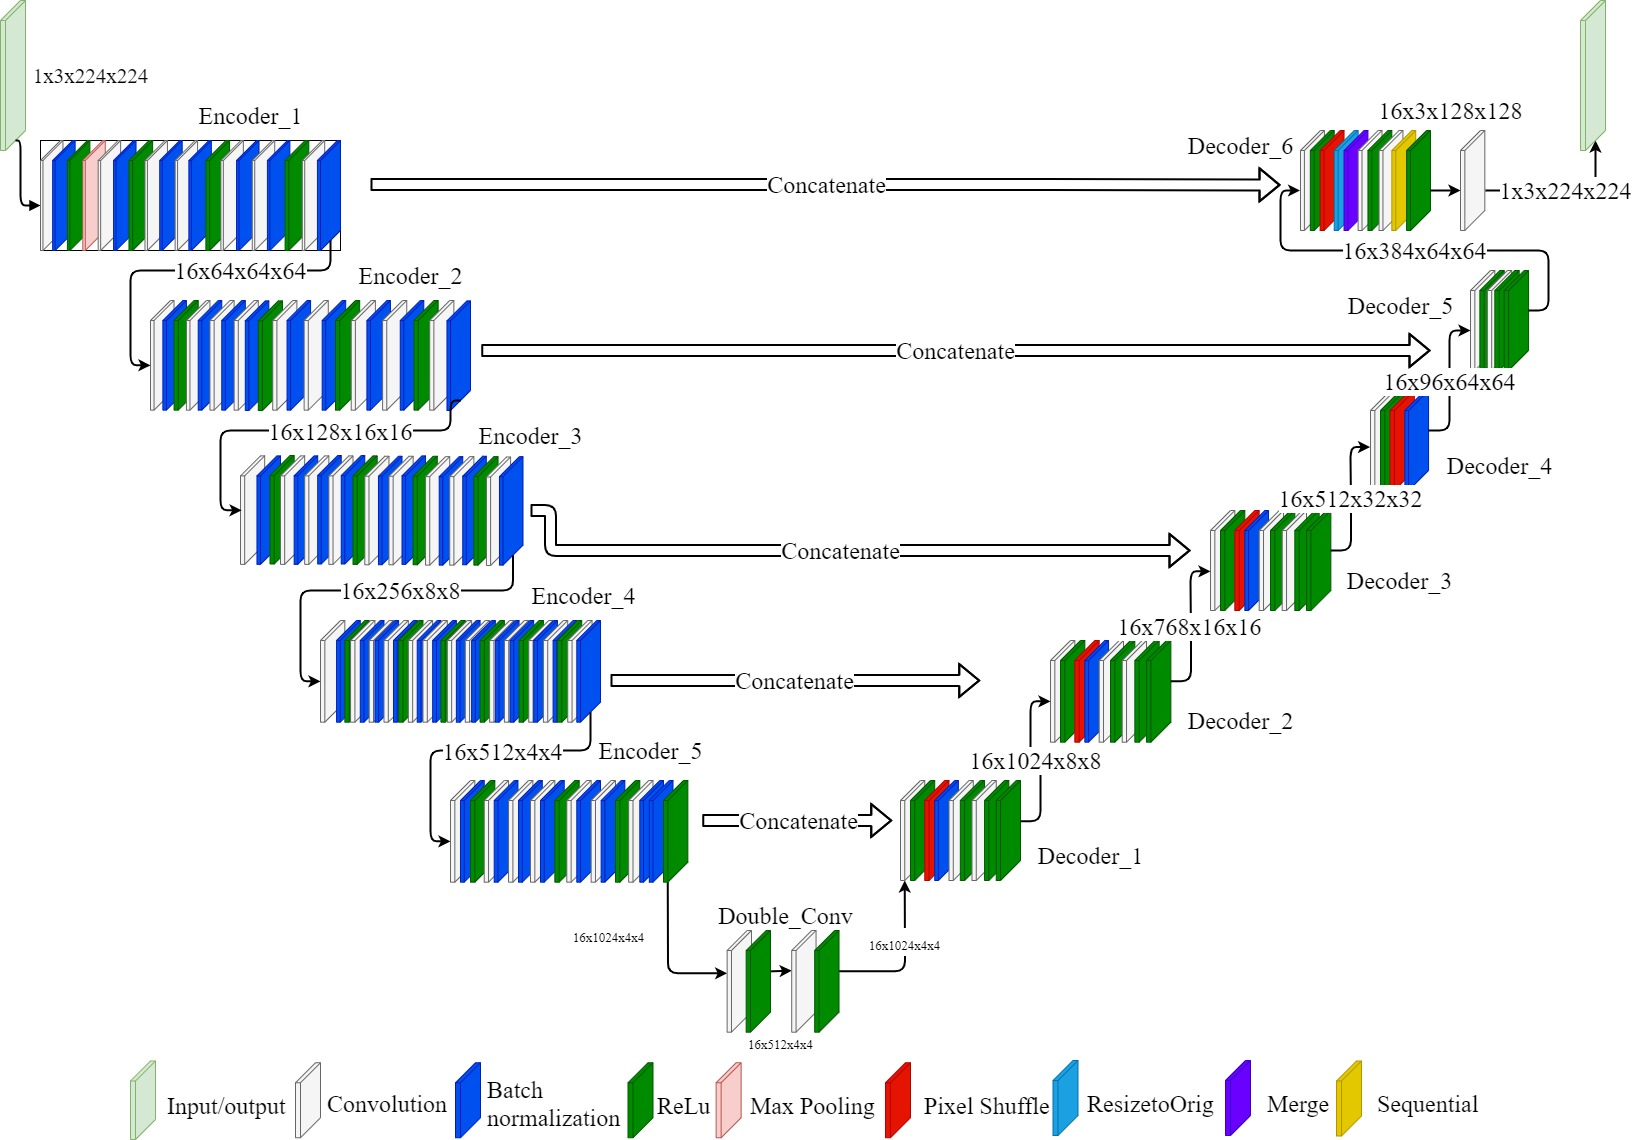 1x3x224x224
Encoder_1
16x3x128x128
Decoder_6
Concatenate
1x3x224x224
16x64x64x64
16x384x64x64
Encoder_2
Decoder_5
Concatenate
16x96x64x64
16x128x16x16
Encoder_3
Decoder_4
16x512x32x32
Concatenate
Decoder_3
16x256x8x8
Encoder_4
16x768x16x16
Concatenate
Decoder_2
16x512x4x4
Encoder_5
16x1024x8x8
Concatenate
Decoder_1
Double_Conv
16x1024x4x4
16x1024x4x4
16x512x4x4
Input/output
Convolution
Batch
normalization
ReLu
Max Pooling
Pixel Shuffle
ResizetoOrig
Merge
Sequential